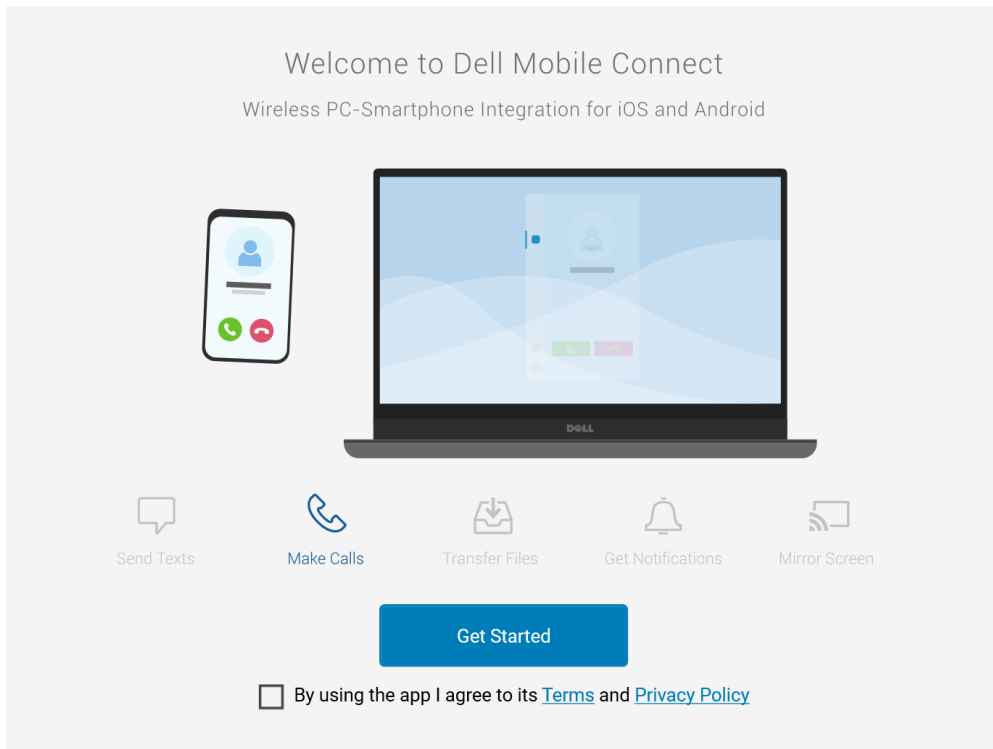 Welcome to Dell Mobile Connect
Wireless PC-Smartphone Integration for iOS and Android
DELL
Send Texts
Make Calls
Transfer Files
Get Notifications
Mirror Screen
Get Started
By using the app I agree to its Terms and Privacy Policy